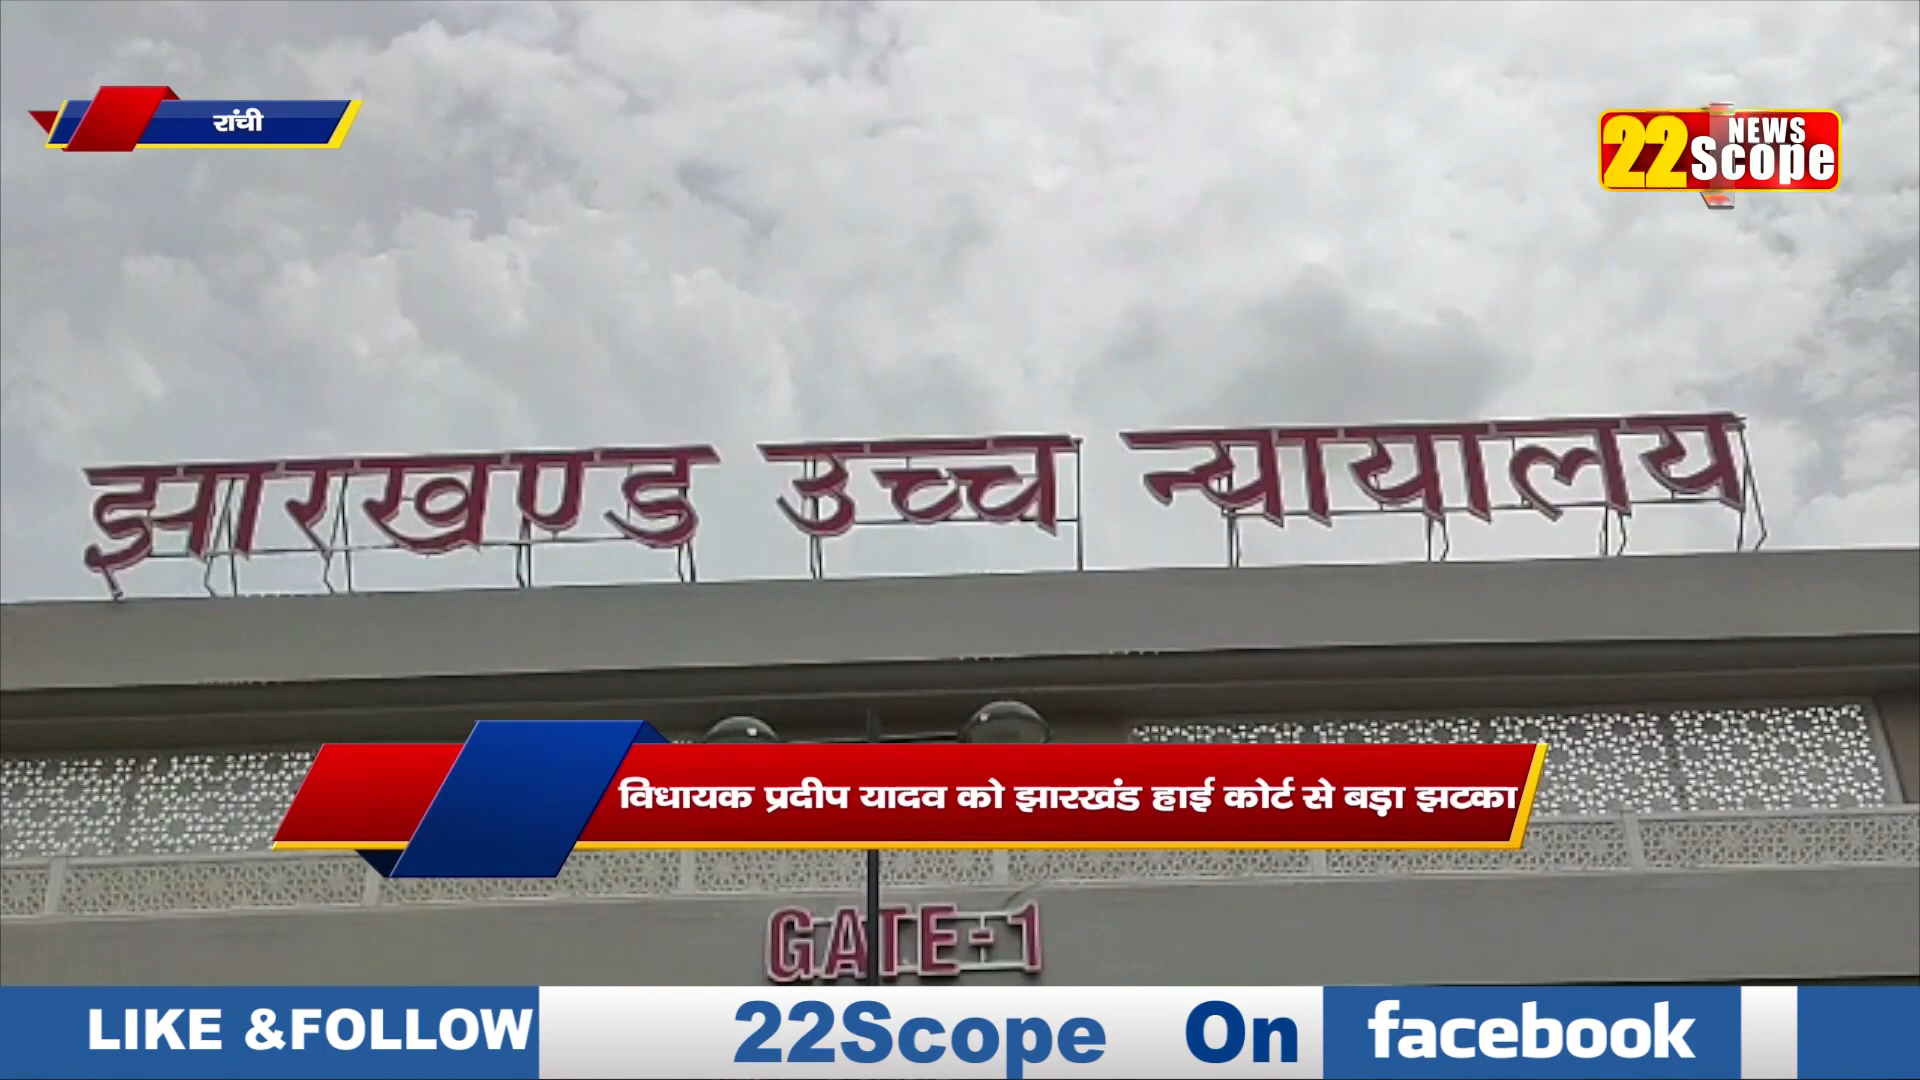 रांची
22 NEWS Scope
झारखण्ड उच्च न्यायालय
विधायक प्रदीप यादव को झारखंड हाई कोर्ट से बड़ा झटका
GATE-1
LIKE &FOLLOW 22Scope On facebook